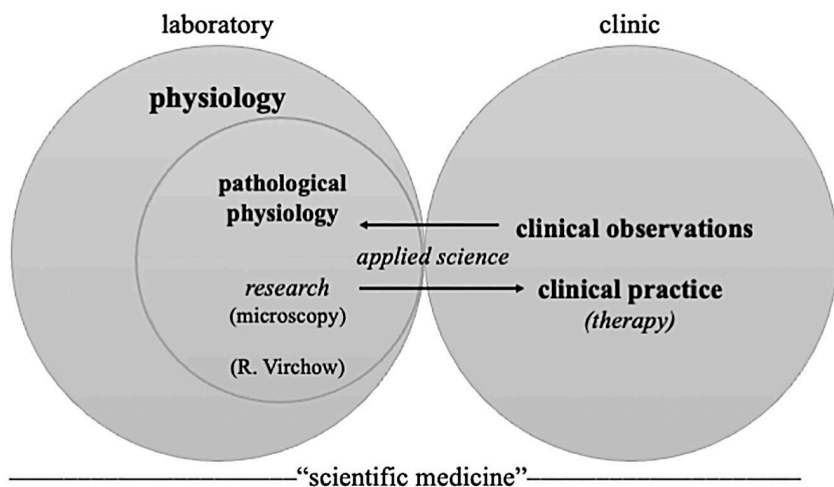 laboratory
clinic
physiology
pathological
physiology
clinical observations
applied science
research
(microscopy)
clinical practice
(therapy)
(R. Virchow)
“scientific medicine”